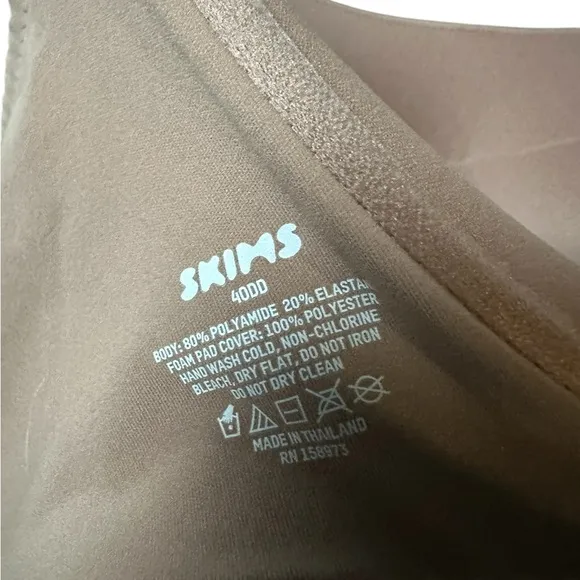 SKIMS
40DD
BODY: 80% POLYAMIDE 20% ELASTA
FOAM PAD COVER: 100% POLYESTER
HAND WASH COLD, NON-CHLORINE
BLEACH, DRY FLAT, DO NOT IRON
DO NOT DRY CLEAN
MADE IN THAILAND
RN 158973